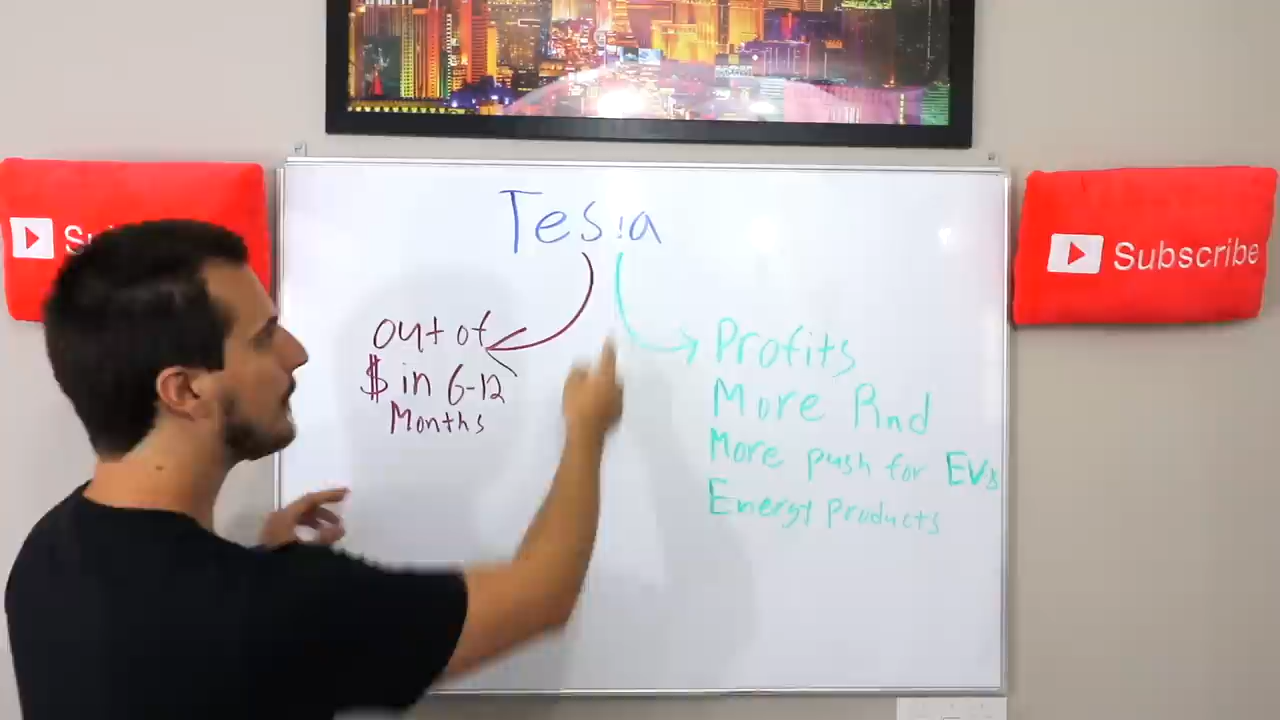 Tesla
out of
$ in 6-12
Months
Profits
More Rnd
More push for EVs
Energy products
Subscribe